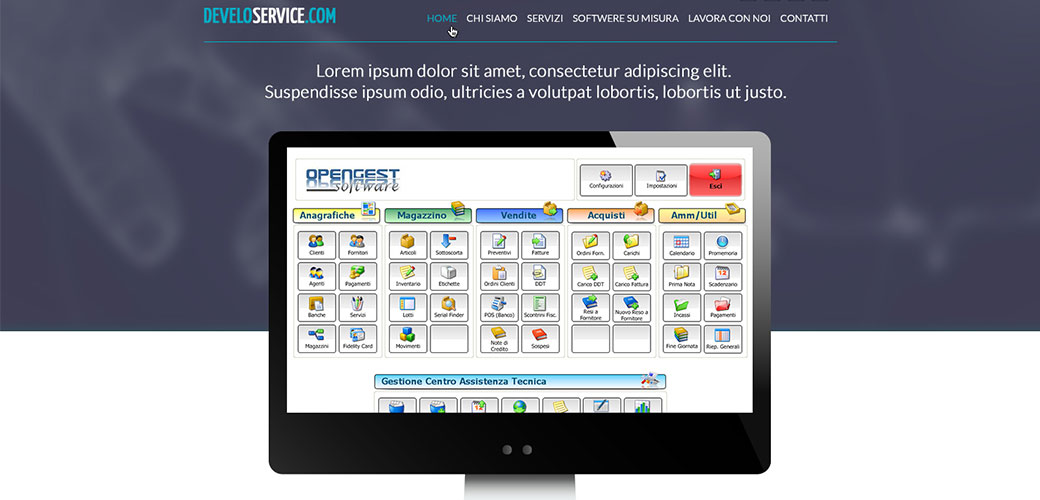 DEVELOSERVICE.COM
HOME CHI SIAMO SERVIZI SOFTWERE SU MISURA LAVORA CON NOI CONTATTI
Lorem ipsum dolor sit amet, consectetur adipiscing elit.
Suspendisse ipsum odio, ultricies a volutpat lobortis, lobortis ut justo.
OPENGEST
software
Configurazioni Impostazioni Esci
Anagrafiche Magazzino Vendite Acquisti Amm/Util
Clienti Fornitori Articoli Sottoscorta Preventivi Fatture Ordini Forn. Carichi Calendario Promemoria
Agenti Pagamenti Inventario Etichette Ordini Clienti DDT Carico DDT Carico Fattura Prima Nota Scadenzario
Banche Servizi Lotti Serial Finder POS (Banco) Scontrini Fisc. Resi a Fornitore Nuovo Reso a Fornitore Incassi Pagamenti
Magazzini Fidelity Card Movimenti Note di Credito Sospesi Fine Giornata Riep. Generali
Gestione Centro Assistenza Tecnica